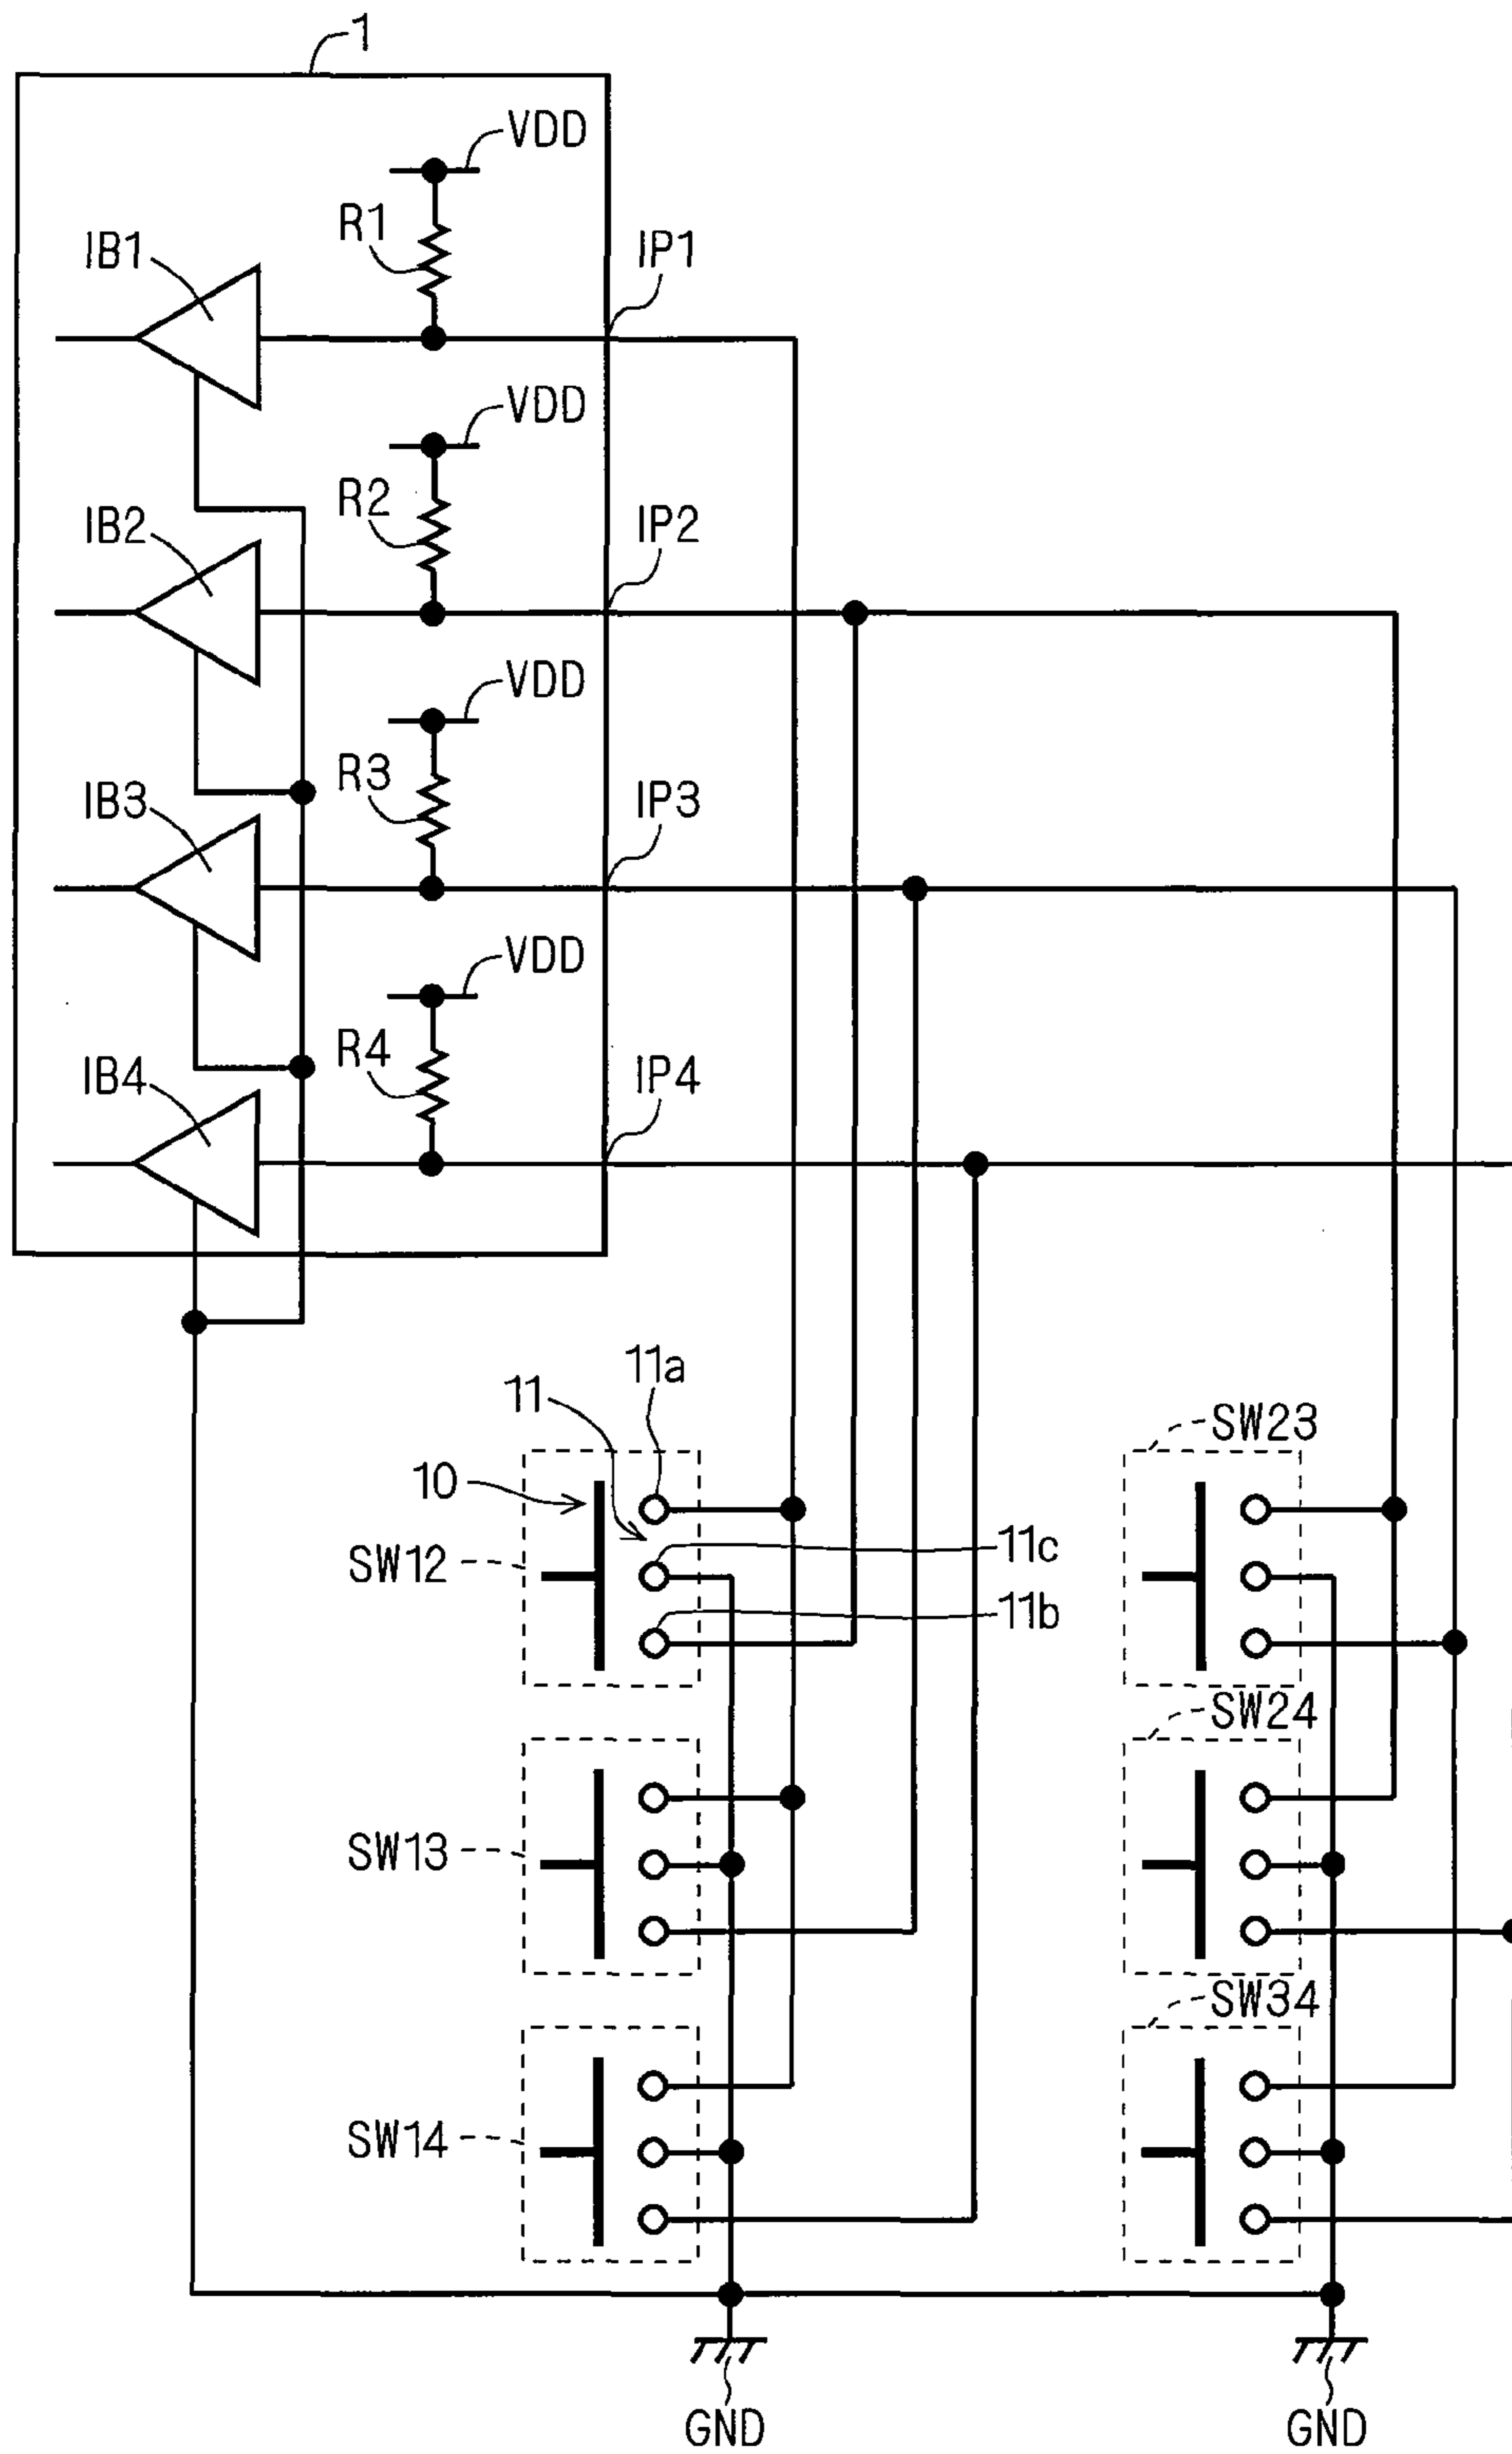 1
VDD
R1
IB1
IP1
VDD
R2
IB2
IP2
VDD
R3
IB3
IP3
VDD
R4
IB4
IP4
11a
11
SW23
10
11c
SW12
11b
SW24
SW13
SW34
SW14
GND
GND